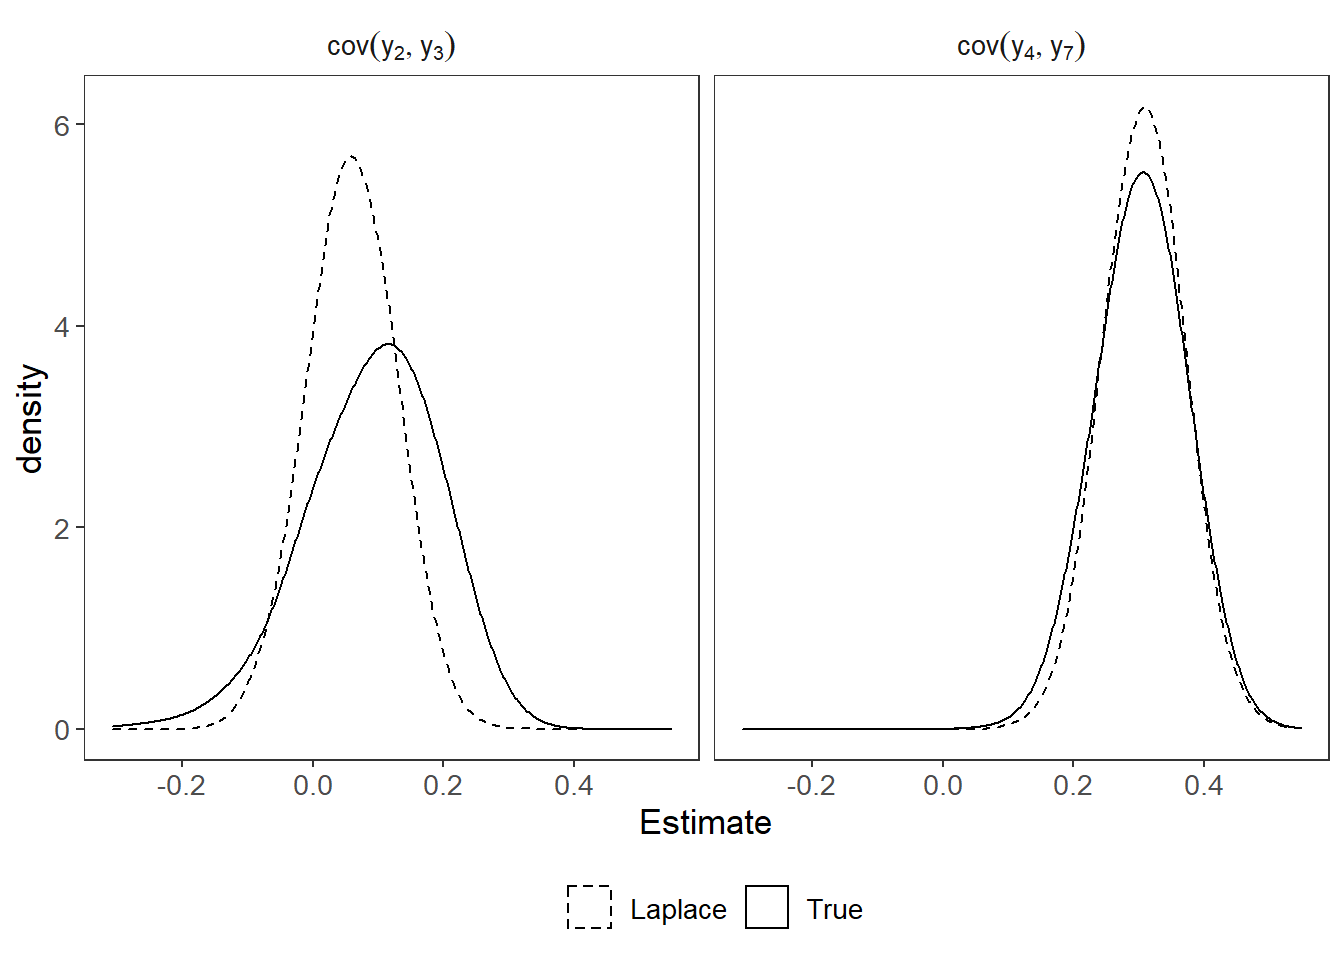 cov(y₂, y₃) cov(y₄, y₇)
density
6
4
2
0
-0.2 0.0 0.2 0.4 -0.2 0.0 0.2 0.4
Estimate
Laplace True